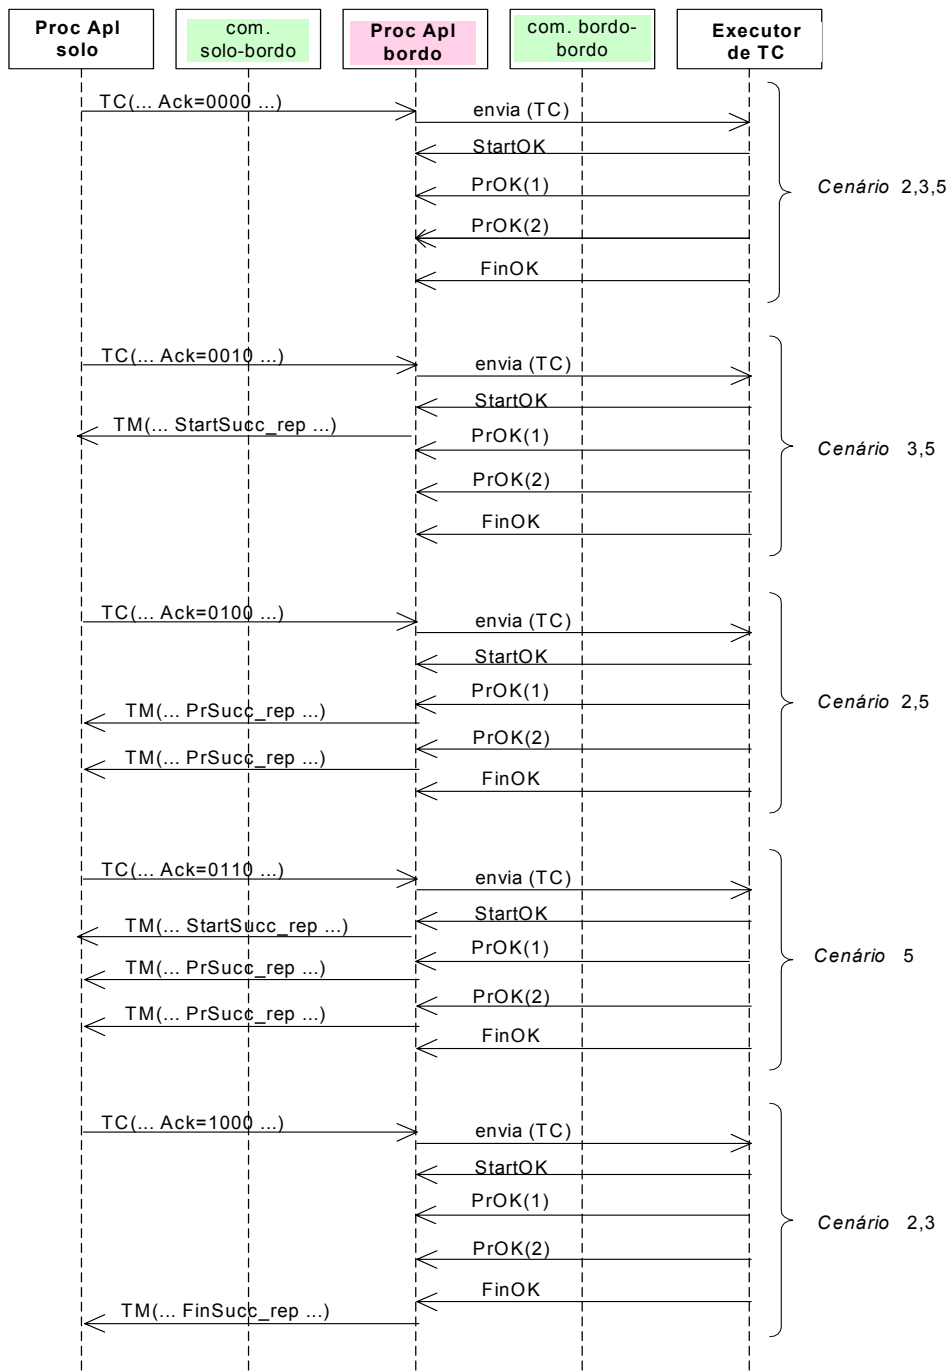 Proc Apl
solo
com.
solo-bordo
Proc Apl
bordo
com. bordo-
bordo
Executor
de TC
TC(... Ack=0000 ...)
envia (TC)
StartOK
PrOK(1)
Cenário 2,3,5
PrOK(2)
FinOK
TC(... Ack=0010 ...)
envia (TC)
StartOK
TM(... StartSucc_rep ...)
PrOK(1)
Cenário 3,5
PrOK(2)
FinOK
TC(... Ack=0100 ...)
envia (TC)
StartOK
PrOK(1)
Cenário 2,5
TM(... PrSucc_rep ...)
PrOK(2)
TM(... PrSucc_rep ...)
FinOK
TC(... Ack=0110 ...)
envia (TC)
StartOK
TM(... StartSucc_rep ...)
PrOK(1)
Cenário 5
TM(... PrSucc_rep ...)
PrOK(2)
TM(... PrSucc_rep ...)
FinOK
TC(... Ack=1000 ...)
envia (TC)
StartOK
PrOK(1)
Cenário 2,3
PrOK(2)
FinOK
TM(... FinSucc_rep ...)